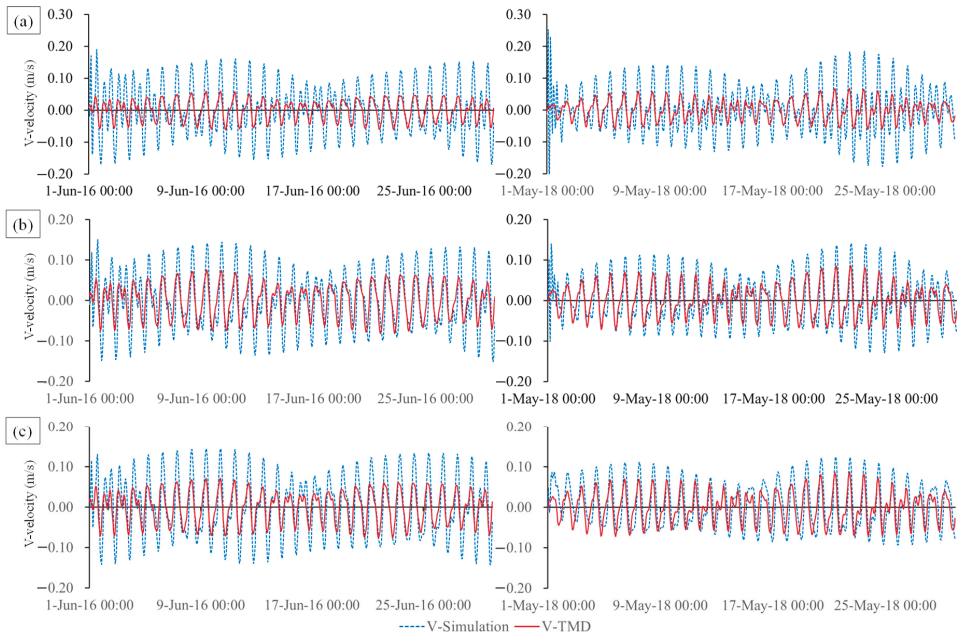 (a)
V-velocity (m/s)
0.30
0.20
0.10
0.00
−0.10
−0.20
1-Jun-16 00:00 9-Jun-16 00:00 17-Jun-16 00:00 25-Jun-16 00:00
0.30
0.20
0.10
0.00
−0.10
−0.20
1-May-18 00:00 9-May-18 00:00 17-May-18 00:00 25-May-18 00:00
(b)
V-velocity (m/s)
0.20
0.10
0.00
−0.10
−0.20
1-Jun-16 00:00 9-Jun-16 00:00 17-Jun-16 00:00 25-Jun-16 00:00
0.20
0.10
0.00
−0.10
−0.20
1-May-18 00:00 9-May-18 00:00 17-May-18 00:00 25-May-18 00:00
(c)
V-velocity (m/s)
0.20
0.10
0.00
−0.10
0.20
1-Jun-16 00:00 9-Jun-16 00:00 17-Jun-16 00:00 25-Jun-16 00:00
0.20
0.10
0.00
−0.10
−0.20
1-May-18 00:00 9-May-18 00:00 17-May-18 00:00 25-May-18 00:00
V-Simulation V-TMD